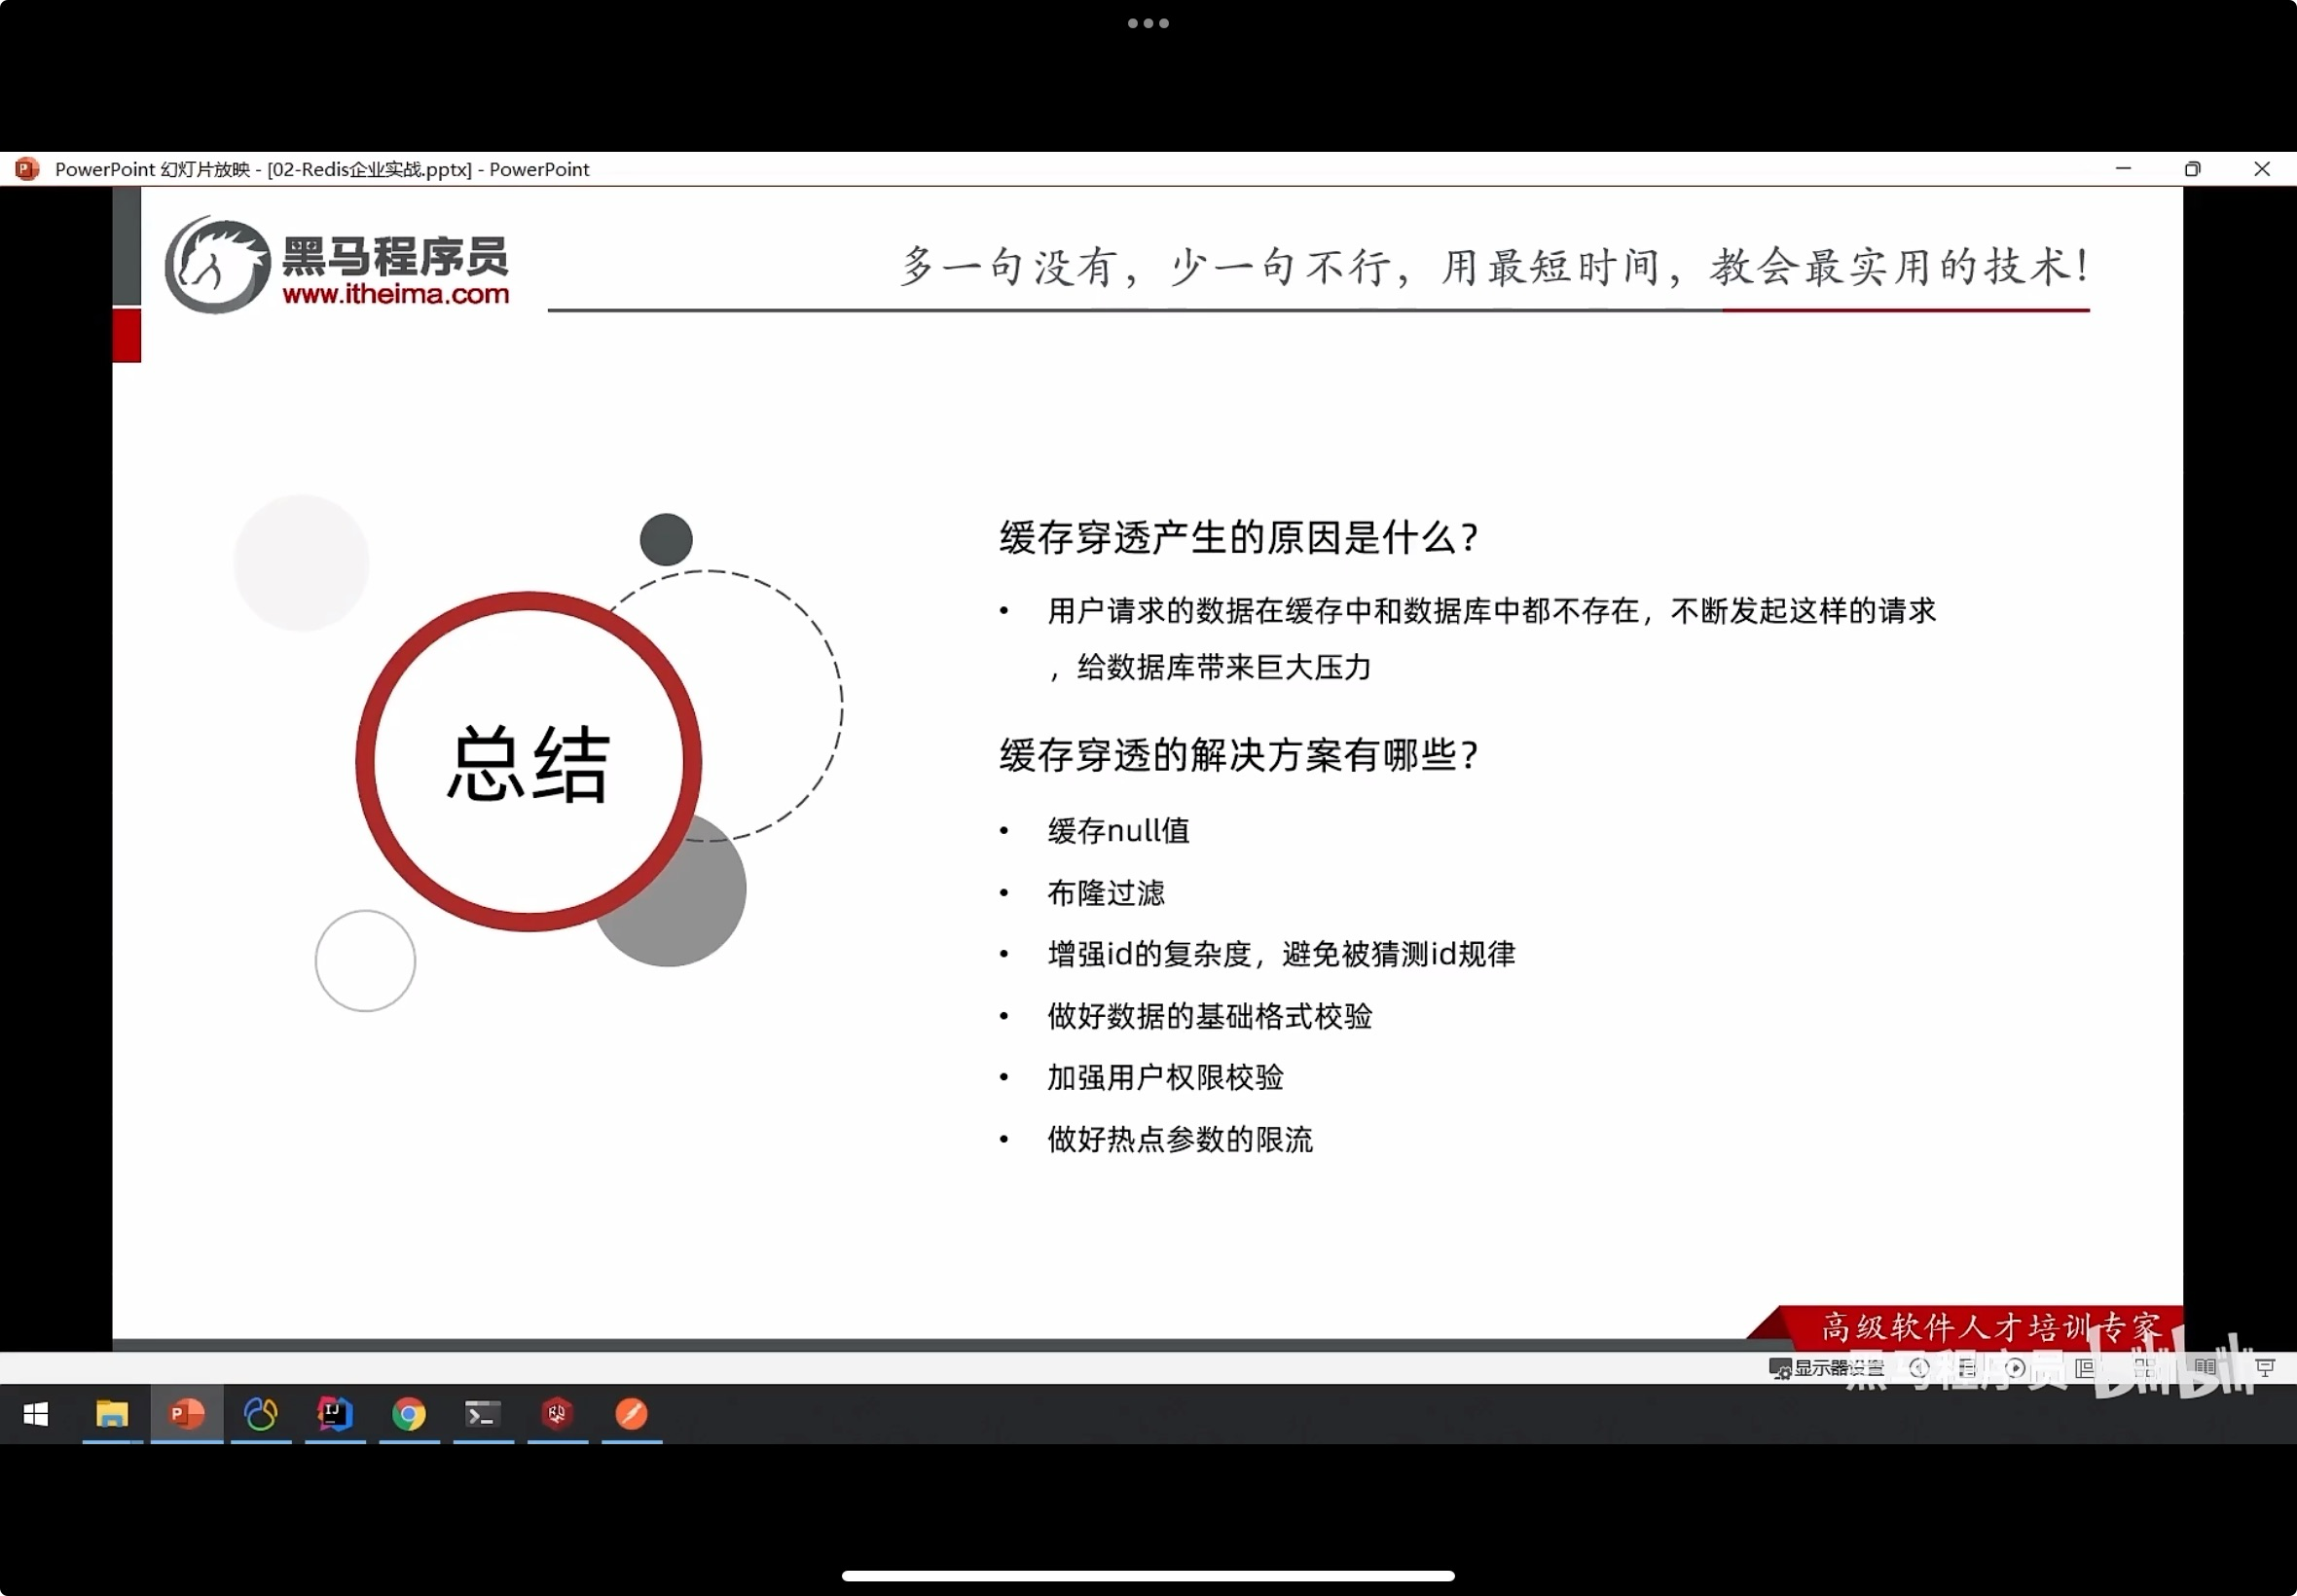 PowerPoint 幻灯片放映 - [02-Redis企业实战.pptx] - PowerPoint
黑马程序员
www.itheima.com
多一句没有，少一句不行，用最短时间，教会最实用的技术！
总结
缓存穿透产生的原因是什么？
• 用户请求的数据在缓存中和数据库中都不存在，不断发起这样的请求
，给数据库带来巨大压力
缓存穿透的解决方案有哪些？
• 缓存null值
• 布隆过滤
• 增强id的复杂度，避免被猜测id规律
• 做好数据的基础格式校验
• 加强用户权限校验
• 做好热点参数的限流
高级软件人才培训专家
显示器设置
黑马程序员 bilibili